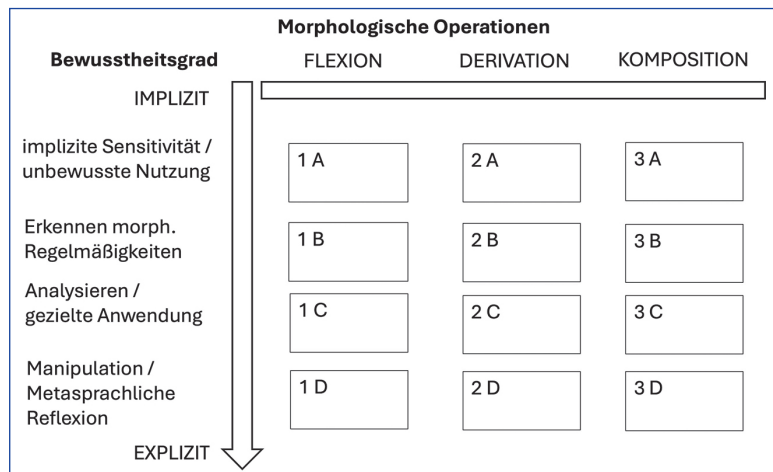 Morphologische Operationen
Bewusstheitsgrad FLEXION DERIVATION KOMPOSITION
IMPLIZIT
implizite Sensitivität /
unbewusste Nutzung
1 A 2 A 3 A
Erkennen morph.
Regelmäßigkeiten
1 B 2 B 3 B
Analysieren /
gezielte Anwendung
1 C 2 C 3 C
Manipulation /
Metasprachliche
Reflexion
1 D 2 D 3 D
EXPLIZIT